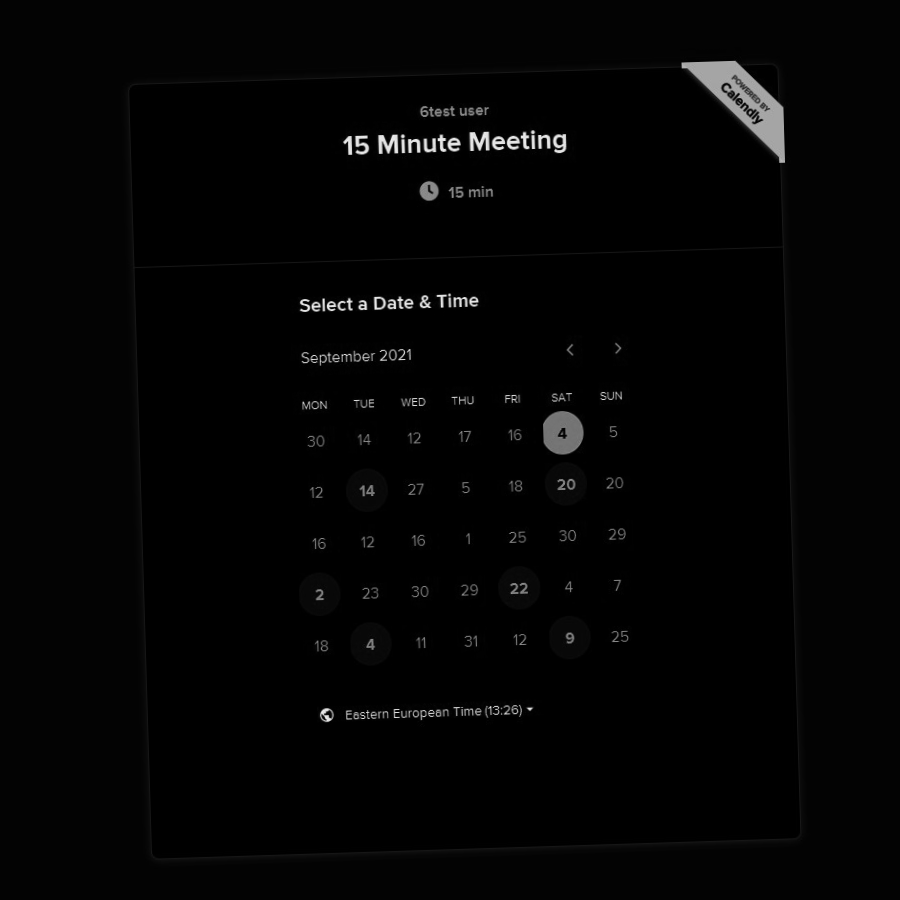 POWERED BY
Calendly
6test user
15 Minute Meeting
15 min
Select a Date & Time
September 2021
MON TUE WED THU FRI SAT SUN
30 14 12 17 16 4 5
12 14 27 5 18 20 20
16 12 16 1 25 30 29
2 23 30 29 22 4 7
18 4 11 31 12 9 25
Eastern European Time (13:26)